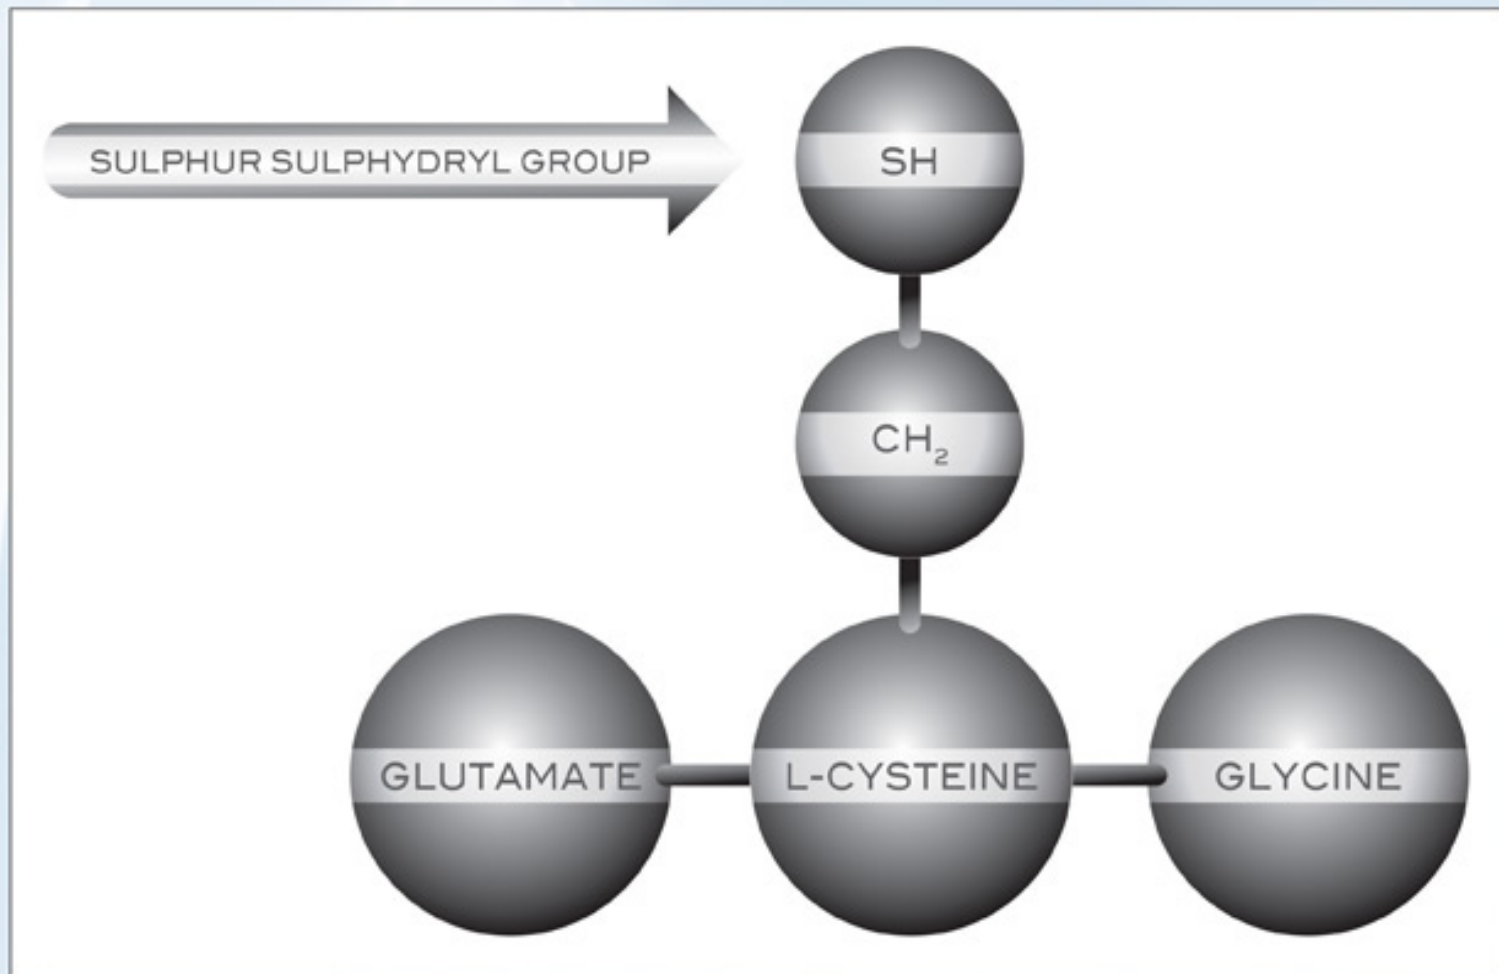 SULPHUR SULPHYDRYL GROUP
SH
CH₂
GLUTAMATE
L-CYSTEINE
GLYCINE